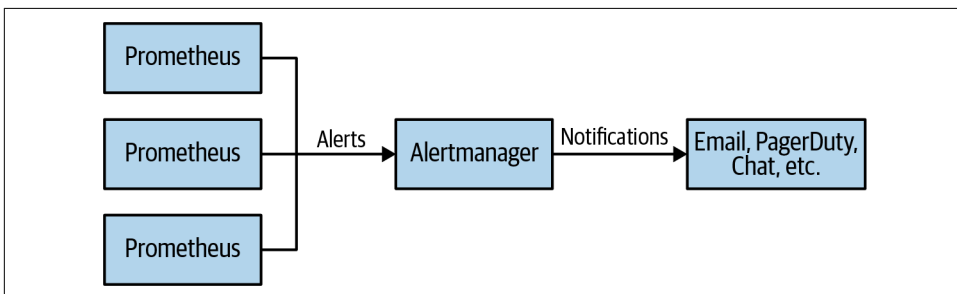 Prometheus
Prometheus
Prometheus
Alerts
Alertmanager
Notifications
Email, PagerDuty,
Chat, etc.